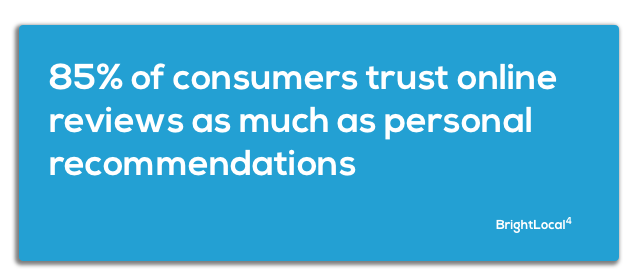 85% of consumers trust online
reviews as much as personal
recommendations
BrightLocal⁴